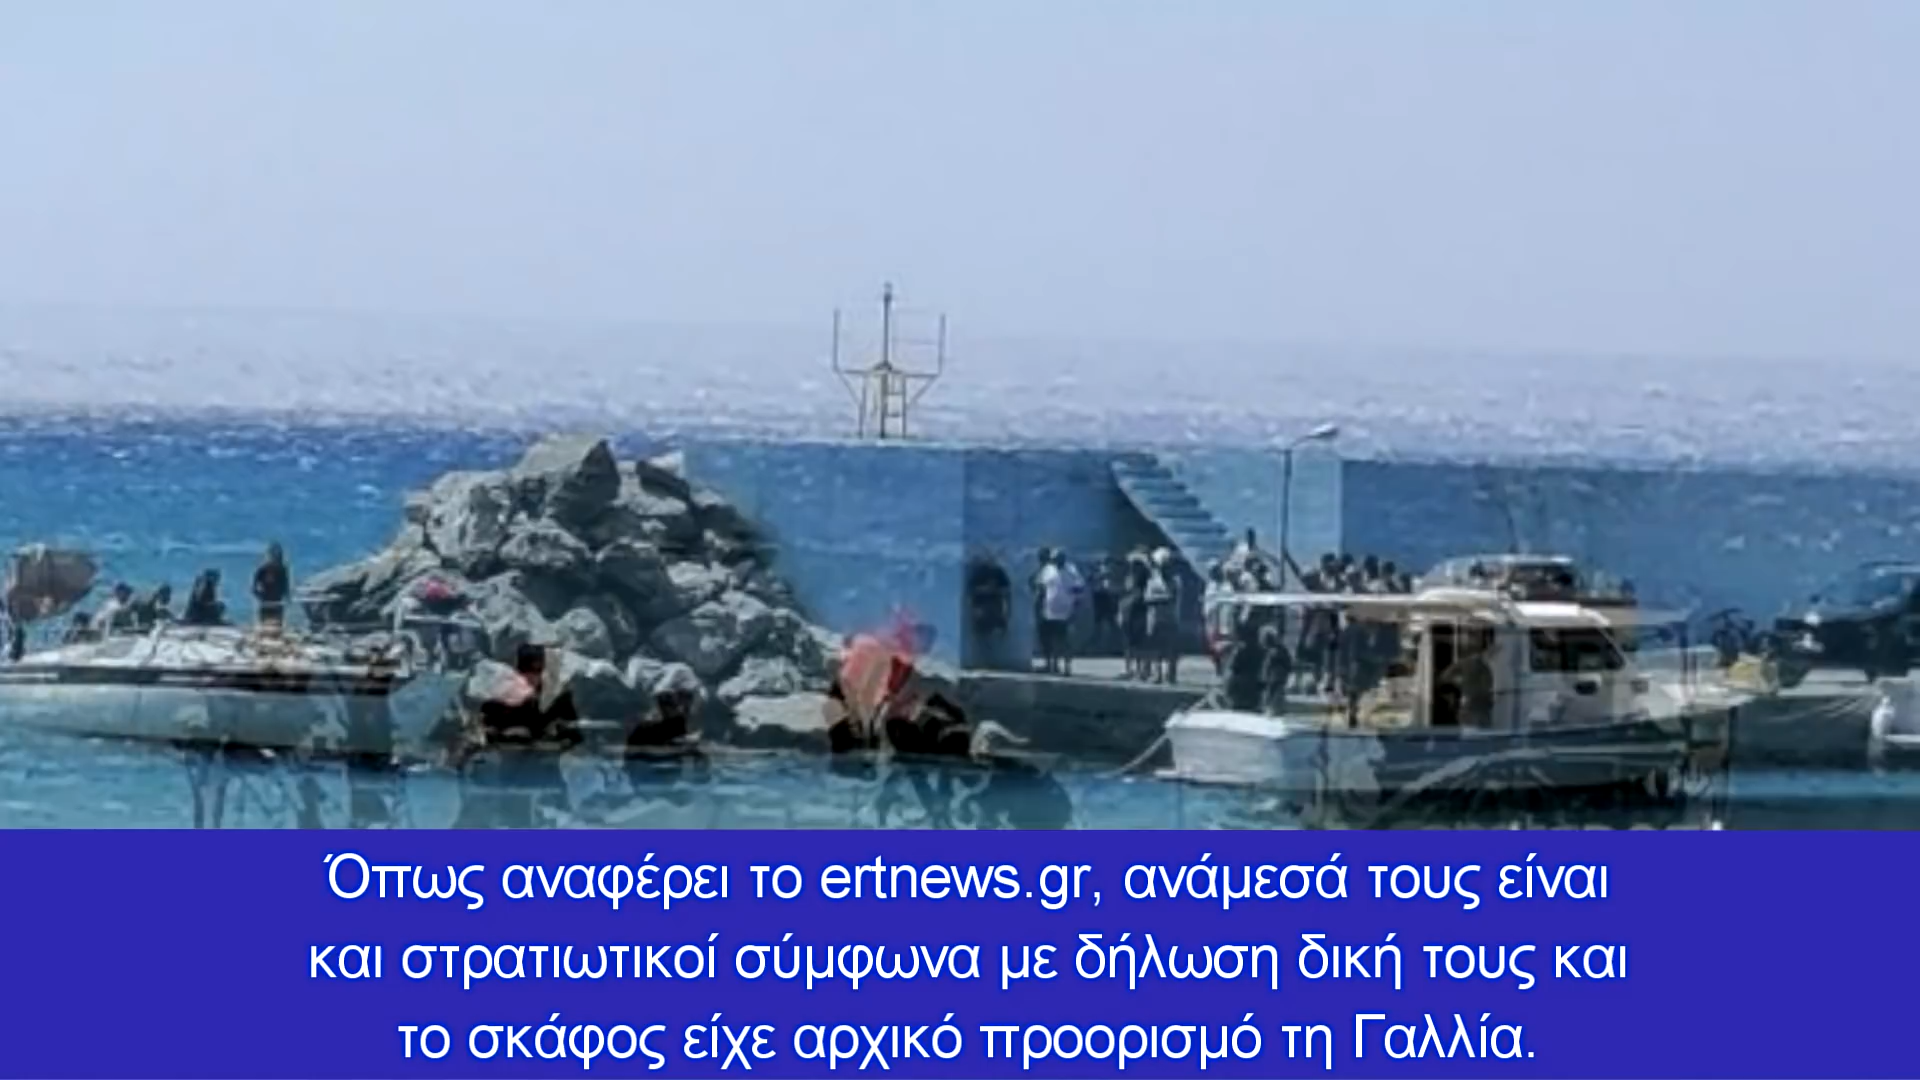 Όπως αναφέρει το ertnews.gr, ανάμεσά τους είναι
και στρατιωτικοί σύμφωνα με δήλωση δική τους και
το σκάφος είχε αρχικό προορισμό τη Γαλλία.